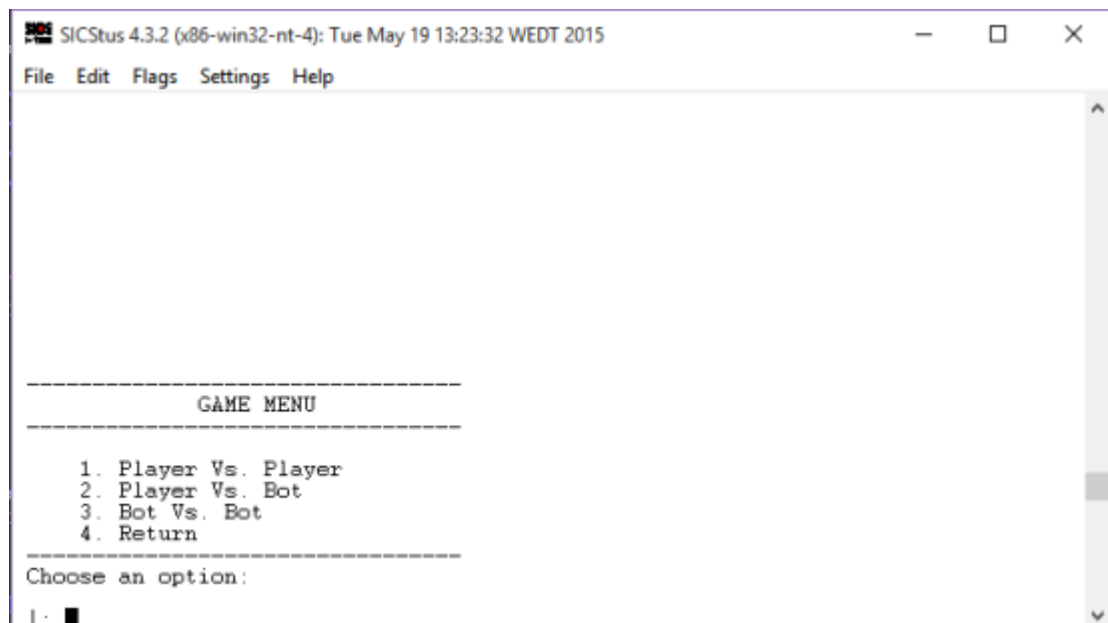 SICStus 4.3.2 (x86-win32-nt-4): Tue May 19 13:23:32 WEDT 2015
File Edit Flags Settings Help
---------------------------------
GAME MENU
---------------------------------
1. Player Vs. Player
2. Player Vs. Bot
3. Bot Vs. Bot
4. Return
---------------------------------
Choose an option:
|: